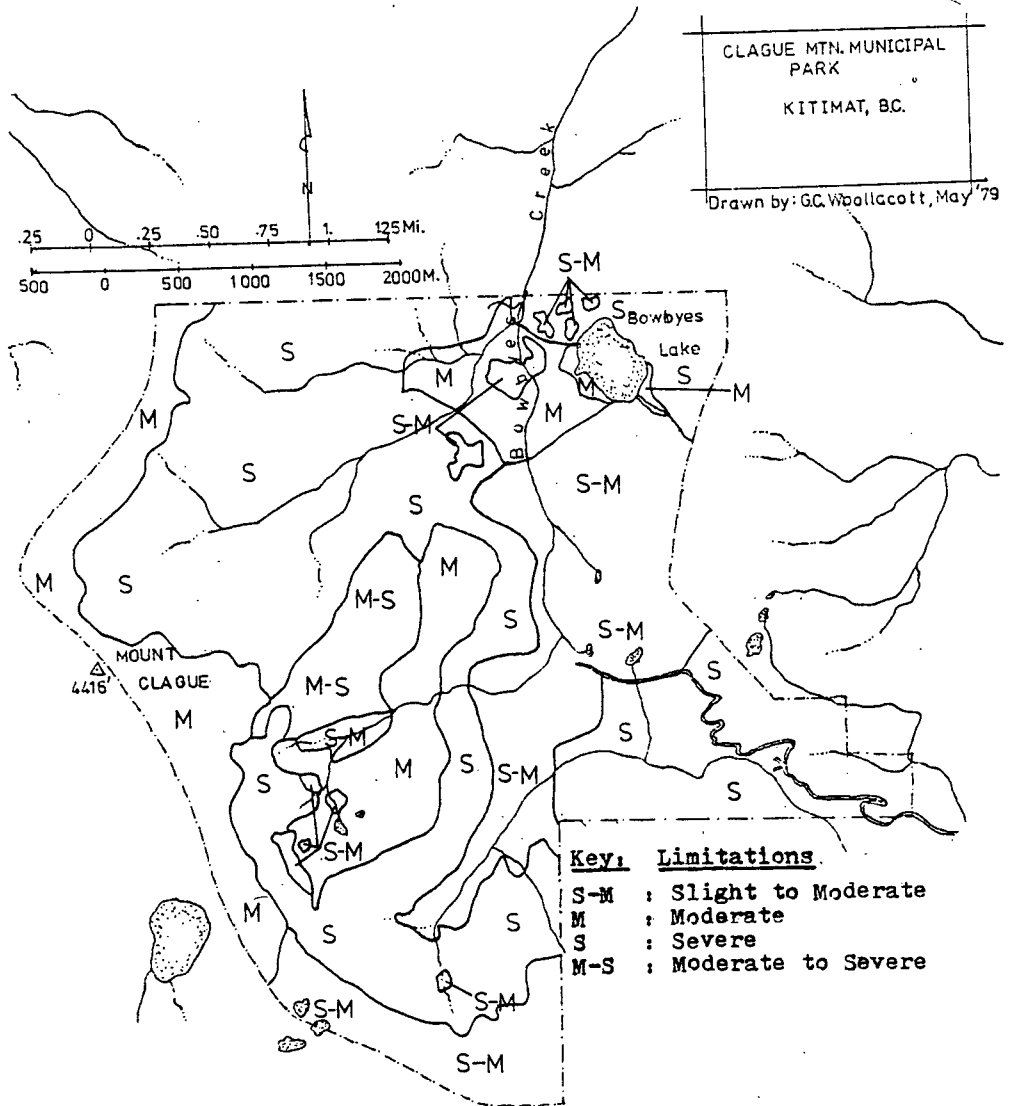 CLAGUE MTN. MUNICIPAL
PARK
KITIMAT, B.C.
Drawn by: G.C. Woollacott, May '79
N
.25 0 .25 .50 .75 1. 1.25 Mi.
500 0 500 1000 1500 2000 M.
Creek
S-M
S
Bowbyes
Lake
S
M
S
M
M
M
S-M
Bowbyes
M
S
S-M
S
M
S
M-S
M
S
S-M
M
MOUNT
CLAGUE
4416'
M-S
M
S
S
S-M
S
M
S
S-M
S
S-M
M
S
S
S-M
S-M
S-M
Key: Limitations
S-M : Slight to Moderate
M : Moderate
S : Severe
M-S : Moderate to Severe